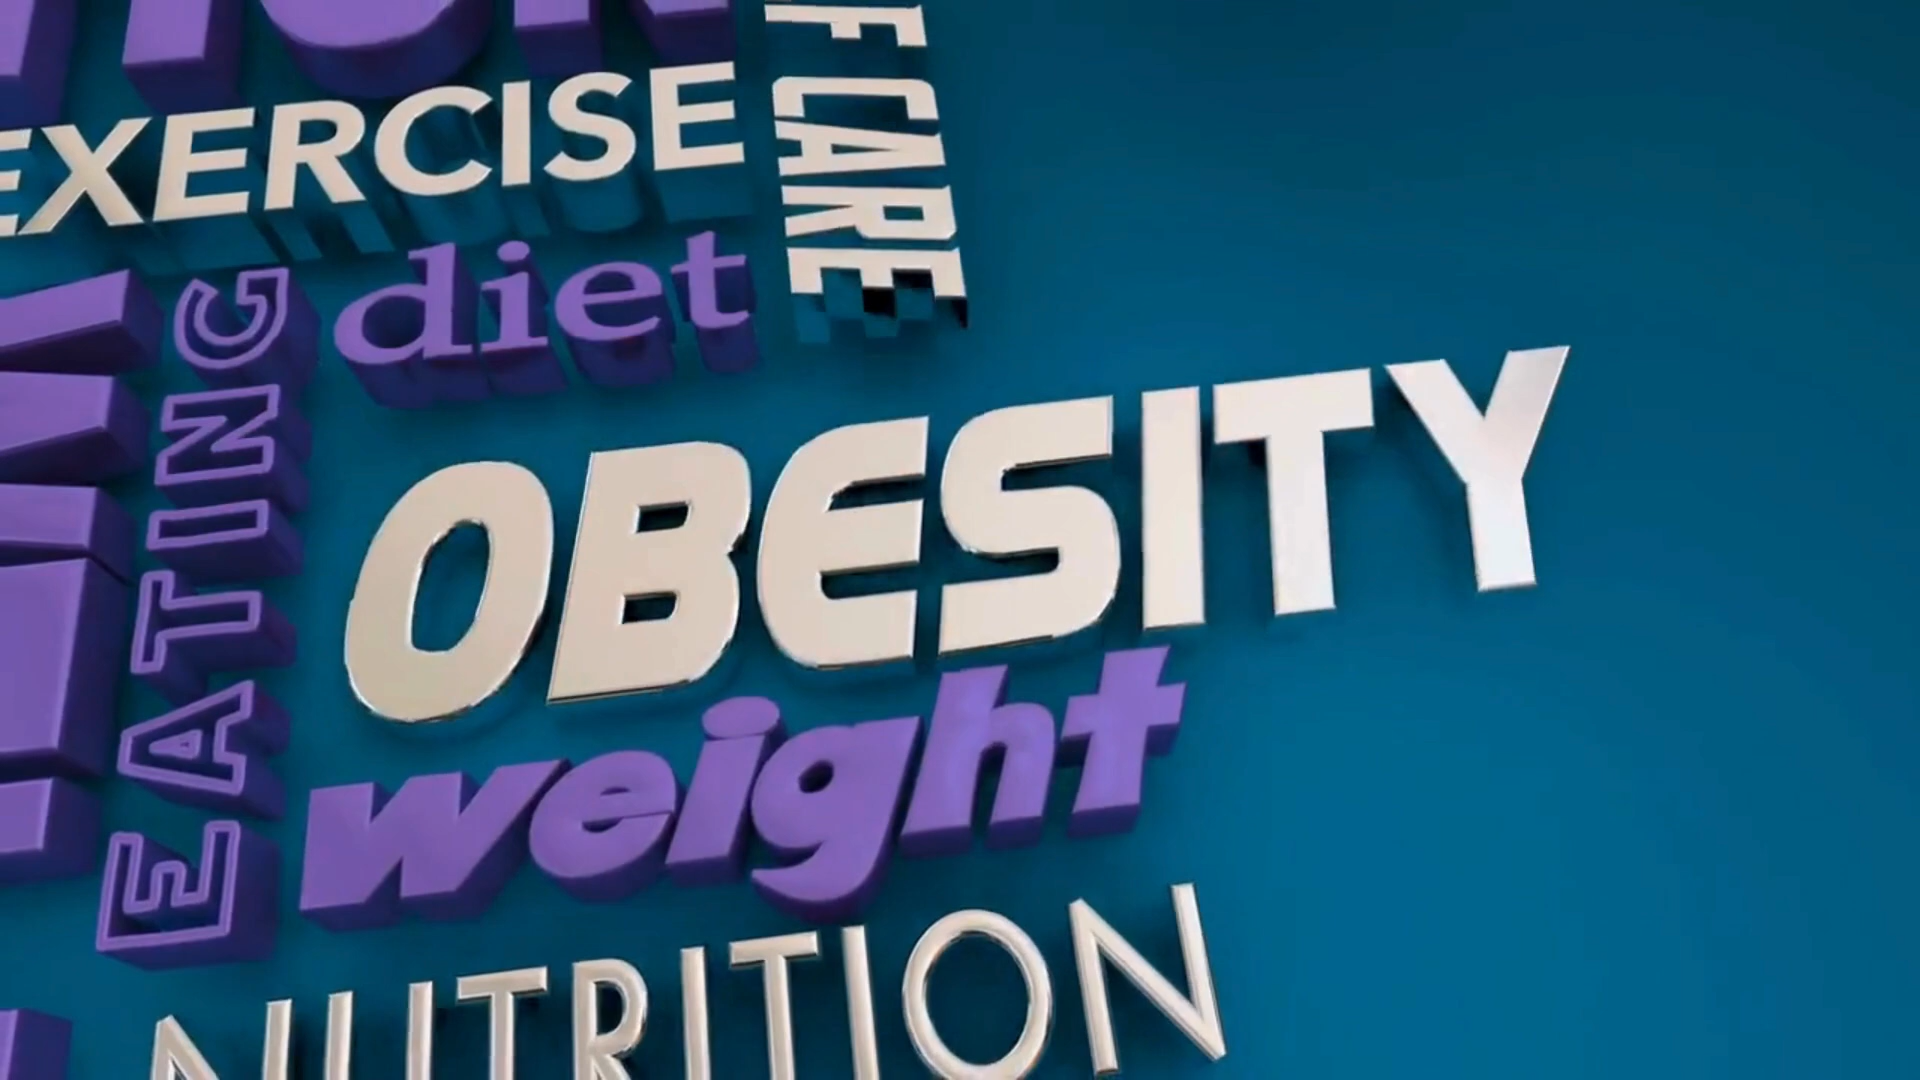 EXERCISE
F CARE
diet
EATING
OBESITY
weight
NUTRITION